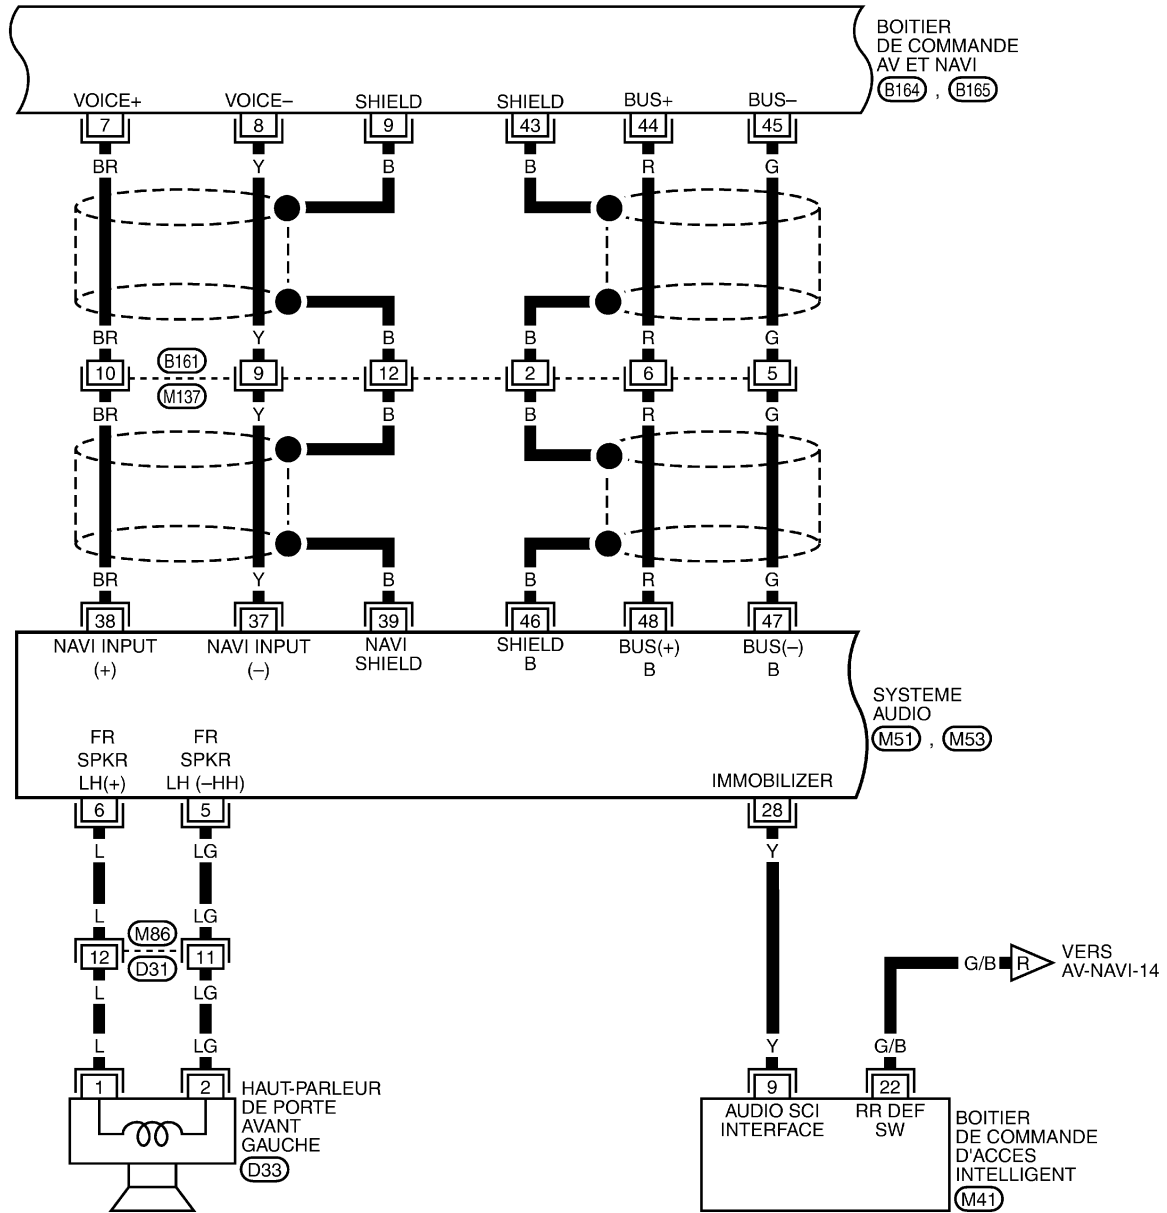 BOITIER
DE COMMANDE
AV ET NAVI
B164 , B165
VOICE+ VOICE– SHIELD SHIELD BUS+ BUS–
7 8 9 43 44 45
BR Y B B R G
BR Y B B R G
B161
10 9 12 2 6 5
M137
BR Y B B R G
BR Y B B R G
38 37 39 46 48 47
NAVI INPUT (+)
NAVI INPUT (–)
NAVI SHIELD
SHIELD B
BUS(+) B
BUS(–) B
SYSTEME
AUDIO
M51 , M53
FR
SPKR
LH(+)
FR
SPKR
LH (–HH)
IMMOBILIZER
6 5 28
L LG Y
L LG
M86
12 11
D31
L LG
L LG Y
G/B R
VERS
AV-NAVI-14
G/B
1 2 9 22
HAUT-PARLEUR
DE PORTE
AVANT
GAUCHE
D33
AUDIO SCI
INTERFACE
RR DEF
SW
BOITIER
DE COMMANDE
D'ACCES
INTELLIGENT
M41